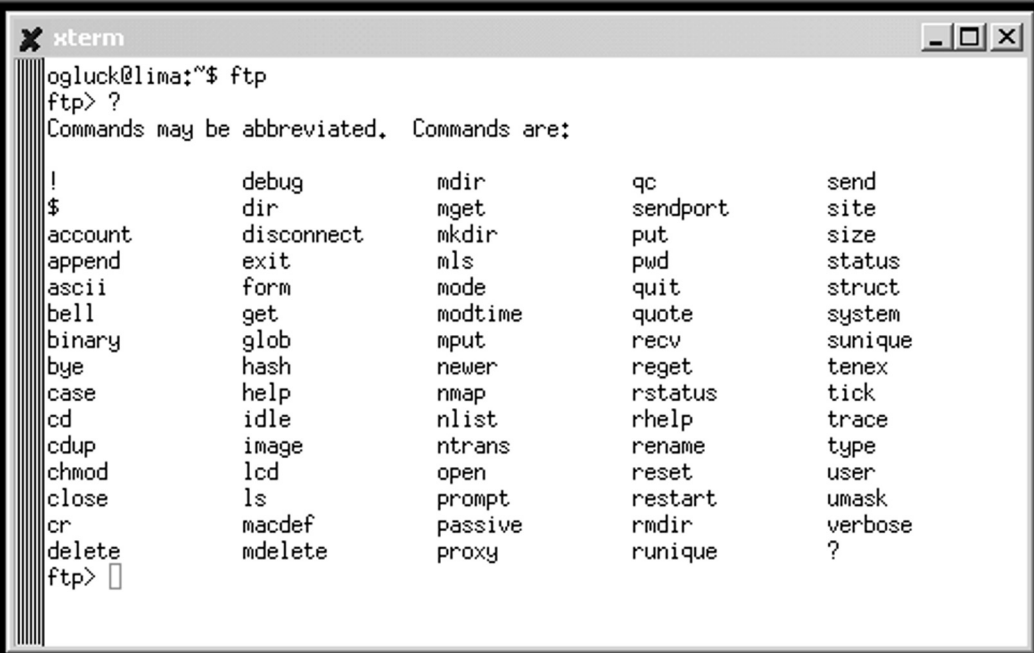 xterm
ogluck@lima:~$ ftp
ftp> ?
Commands may be abbreviated.  Commands are:
! debug mdir qc send
$ dir mget sendport site
account disconnect mkdir put size
append exit mls pwd status
ascii form mode quit struct
bell get modtime quote system
binary glob mput recv sunique
bye hash newer reget tenex
case help nmap rstatus tick
cd idle nlist rhelp trace
cdup image ntrans rename type
chmod lcd open reset user
close ls prompt restart umask
cr macdef passive rmdir verbose
delete mdelete proxy runique ?
ftp>